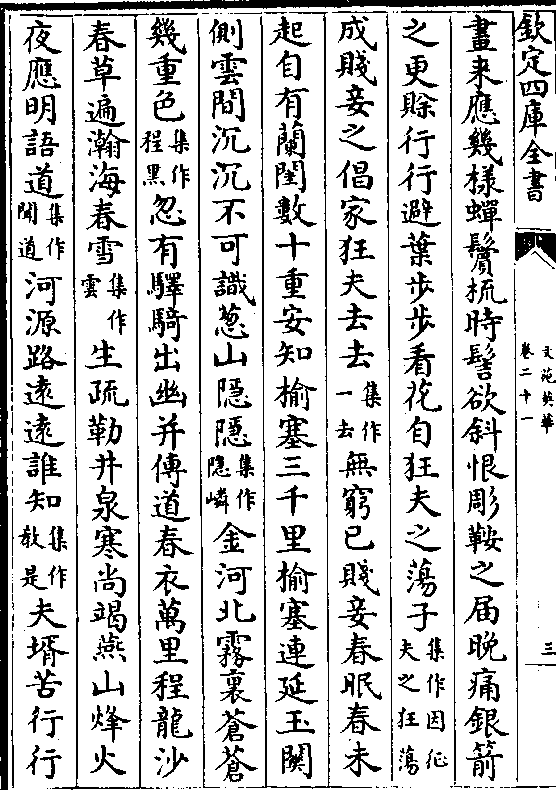 欽定四庫全書
文苑英華
卷二十一
三
畫来應幾様蟬鬢梳時髻欲斜恨彫鞍之届晚痛銀箭
之更賒行行避葉步步看花自狂夫之蕩子集作因征夫之狂蕩
成賤妾之倡家狂夫去去集作一去無窮已賤妾春眠春未
起自有蘭閨數十重安知榆塞三千里榆塞連延玉關
側雲間沉沉不可識葱山隱隱集作隱嶙金河北霧裏蒼蒼
幾重色集作程黑忽有驛騎出幽并傳道春衣萬里程龍沙
春草遍瀚海春雪集作雲生疏勒井泉寒尚竭燕山烽火
夜應明語道集作聞道河源路遠遠誰知集作敎是夫壻苦行行